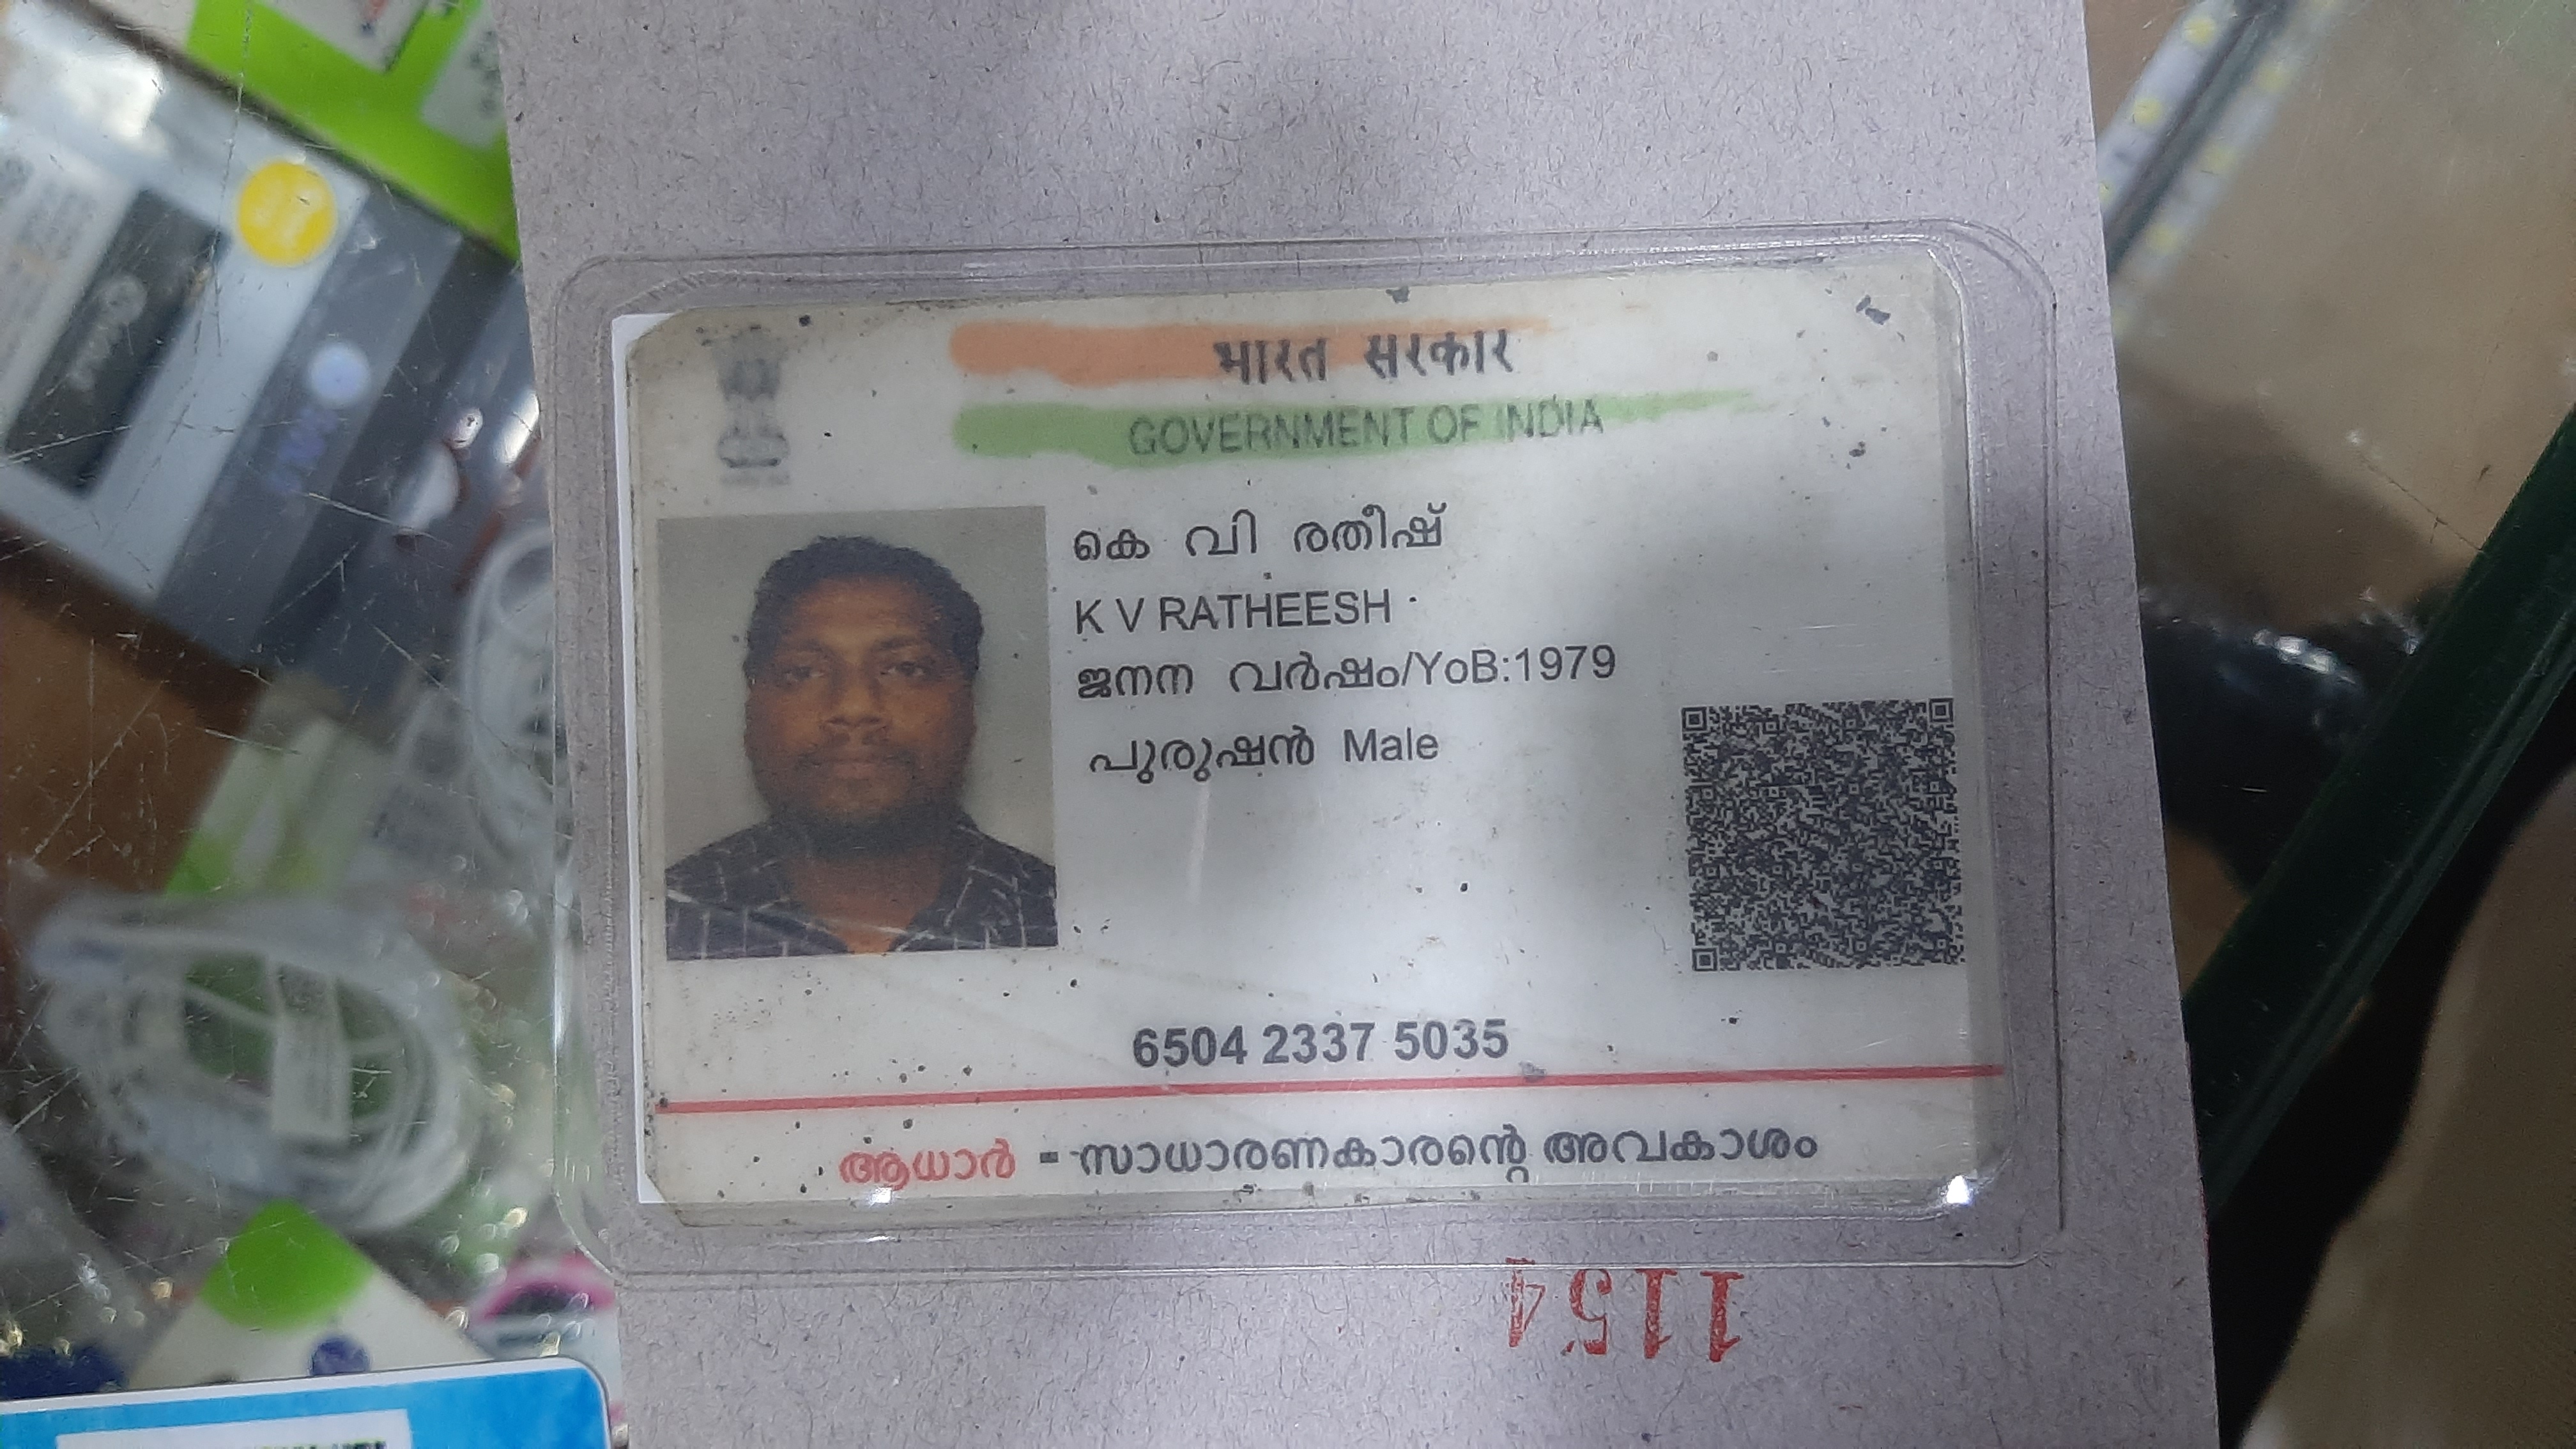 भारत सरकार
GOVERNMENT OF INDIA
കെ വി രതീഷ്
K V RATHEESH
ജനന വർഷം/YoB:1979
പുരുഷൻ Male
6504 2337 5035
ആധാർ - സാധാരണക്കാരന്റെ അവകാശം
1154